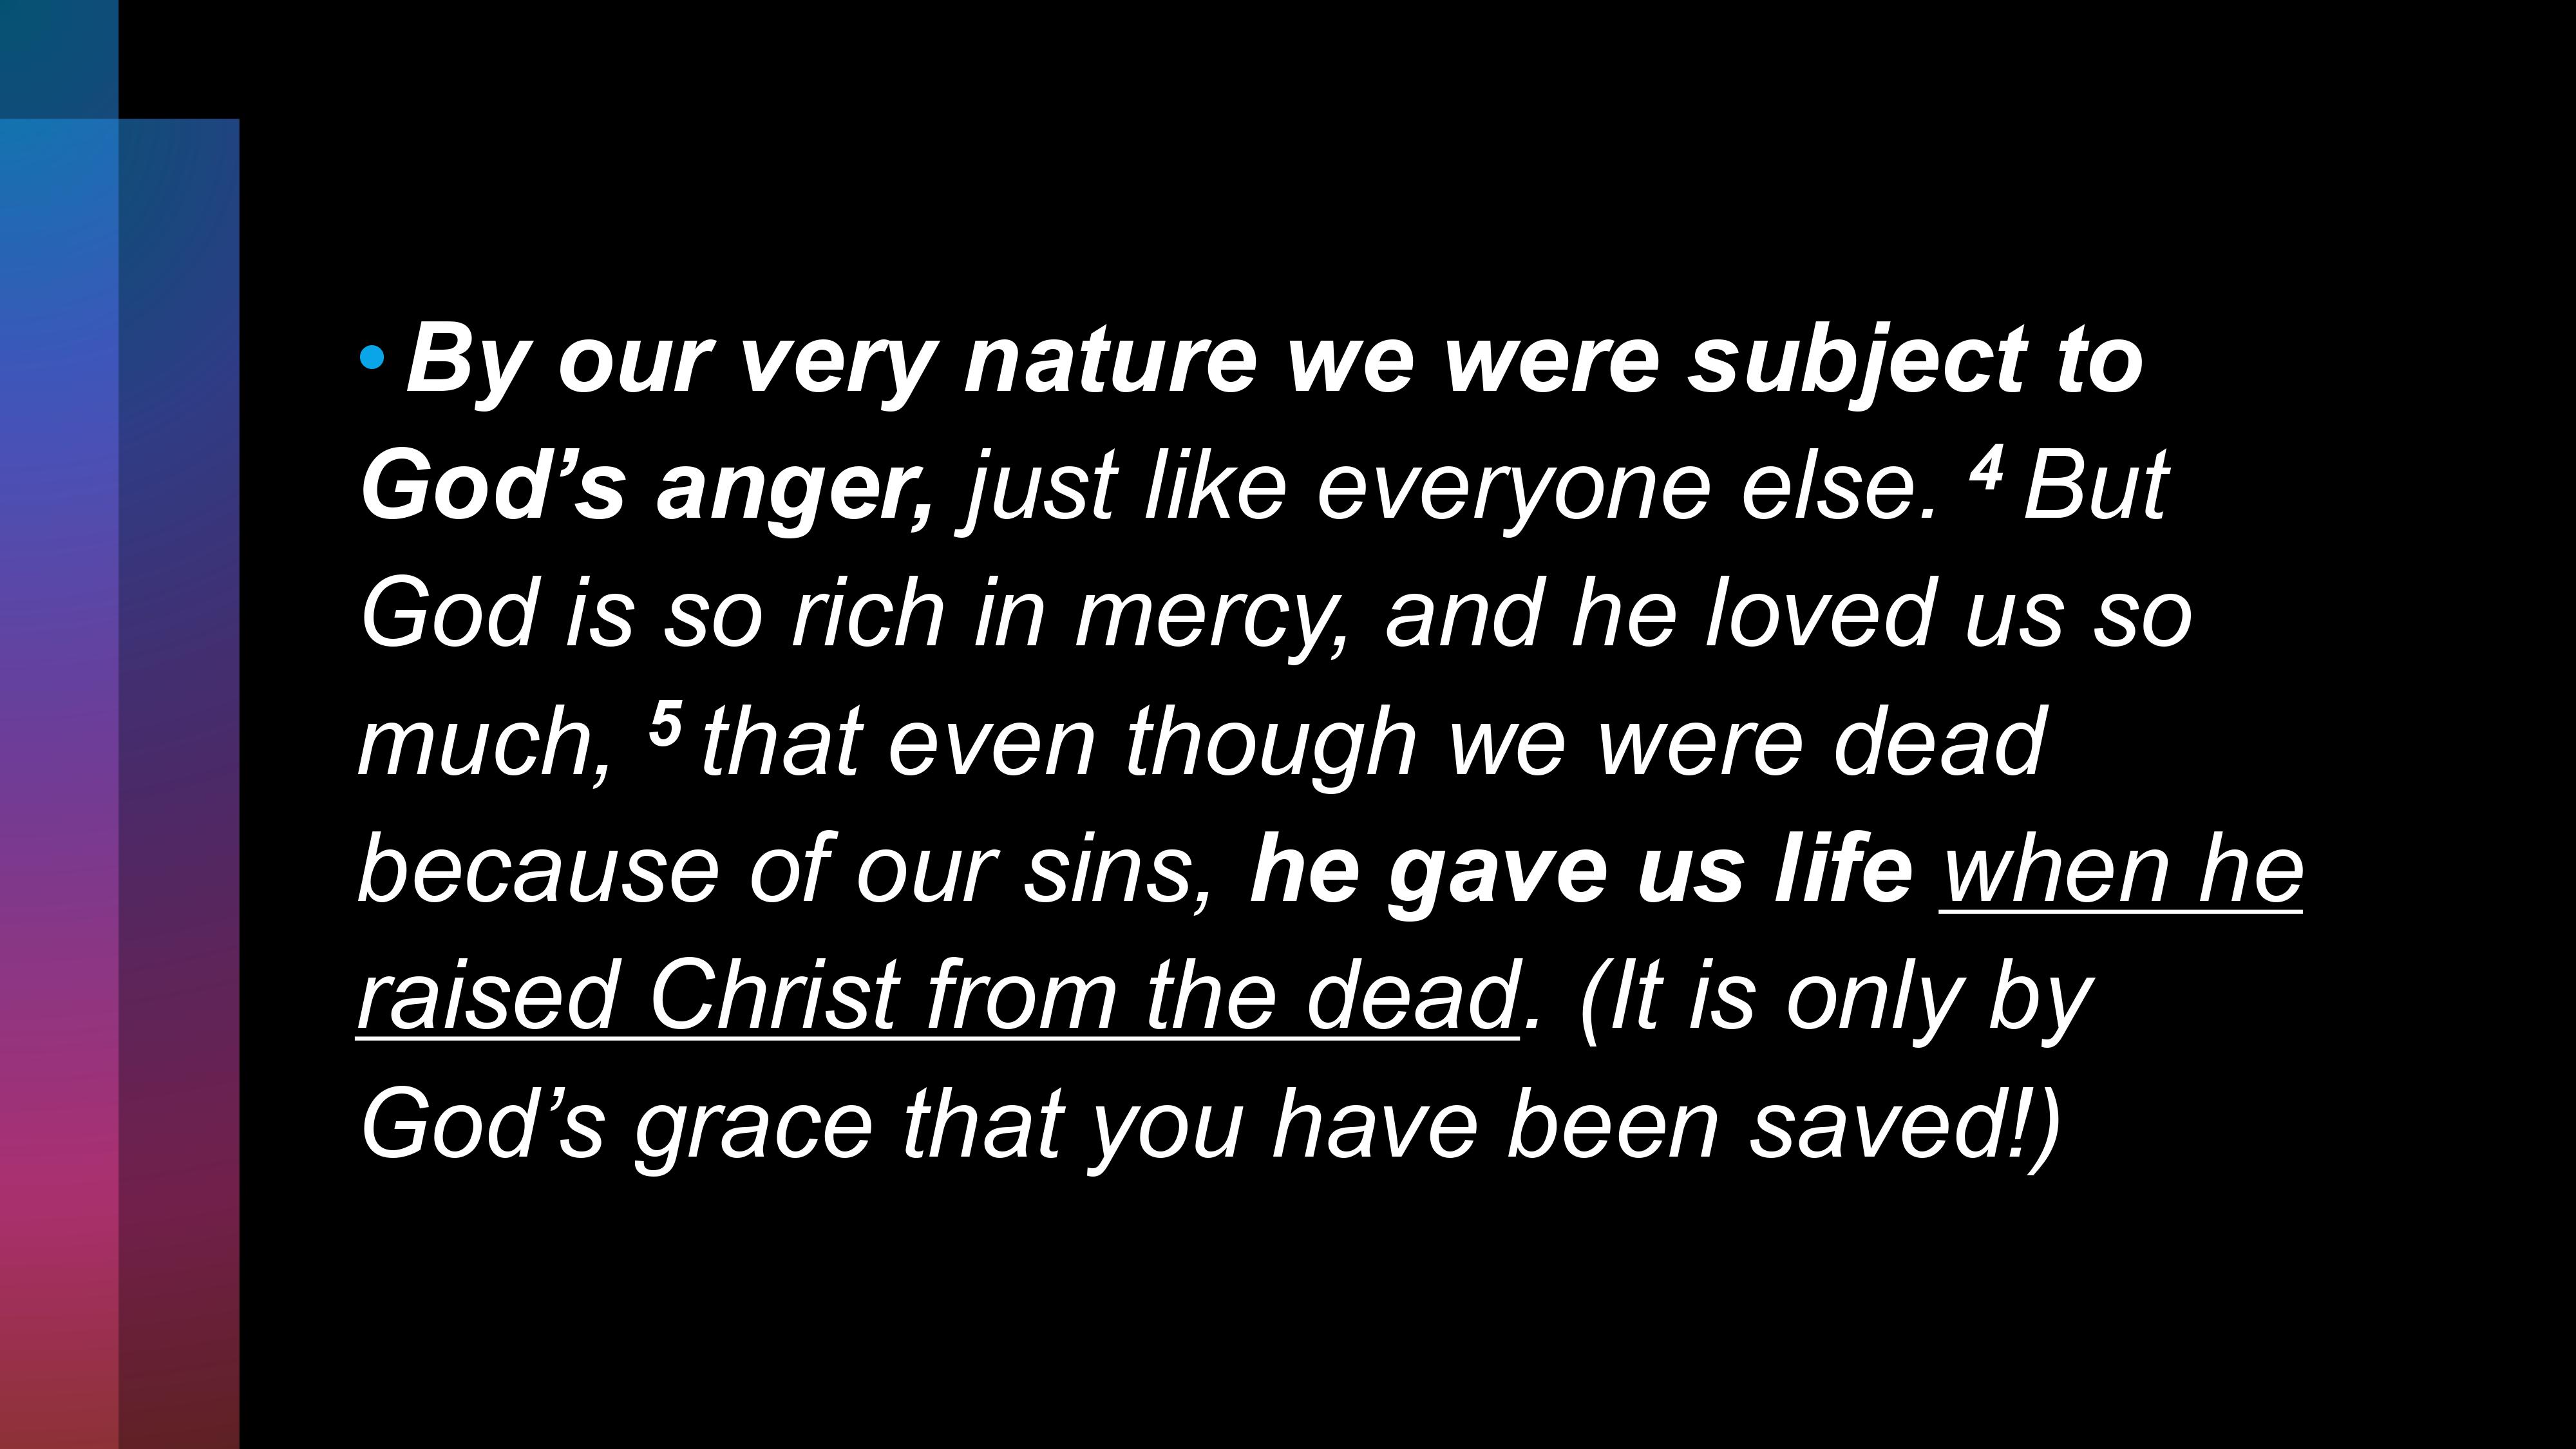 • By our very nature we were subject to
God’s anger, just like everyone else. 4 But
God is so rich in mercy, and he loved us so
much, 5 that even though we were dead
because of our sins, he gave us life when he
raised Christ from the dead. (It is only by
God’s grace that you have been saved!)